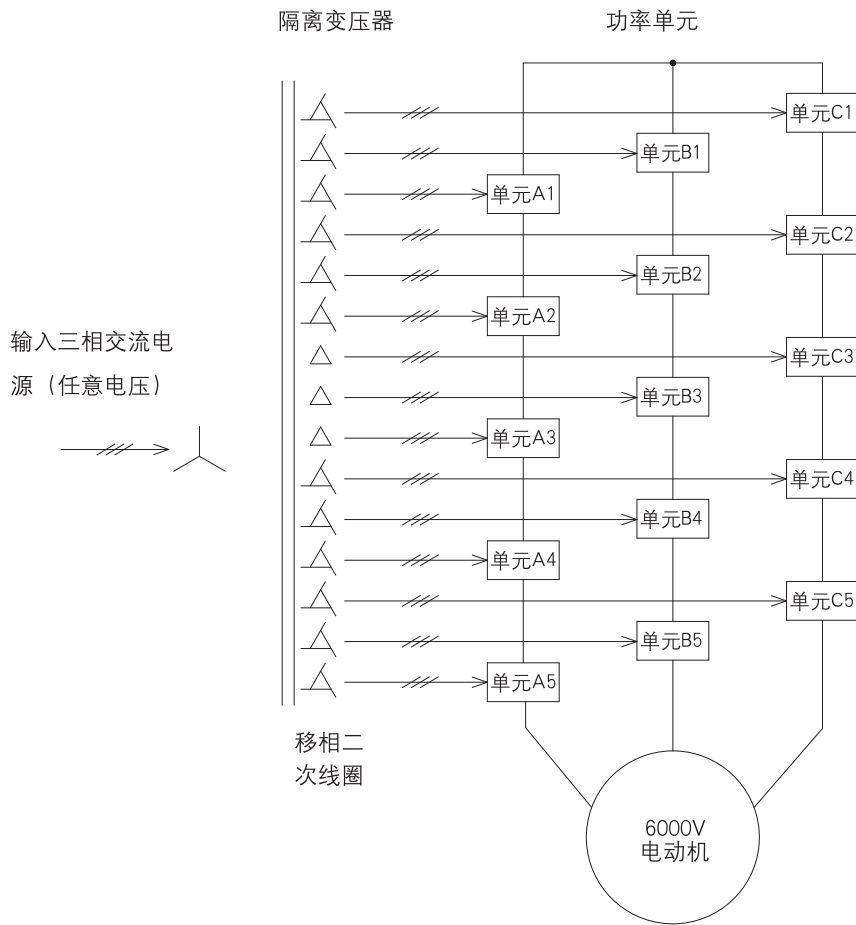 隔离变压器
功率单元
单元C1
单元B1
单元A1
单元C2
单元B2
单元A2
输入三相交流电
源（任意电压）
单元C3
单元B3
单元A3
单元C4
单元B4
单元A4
单元C5
单元B5
单元A5
移相二
次线圈
6000V
电动机